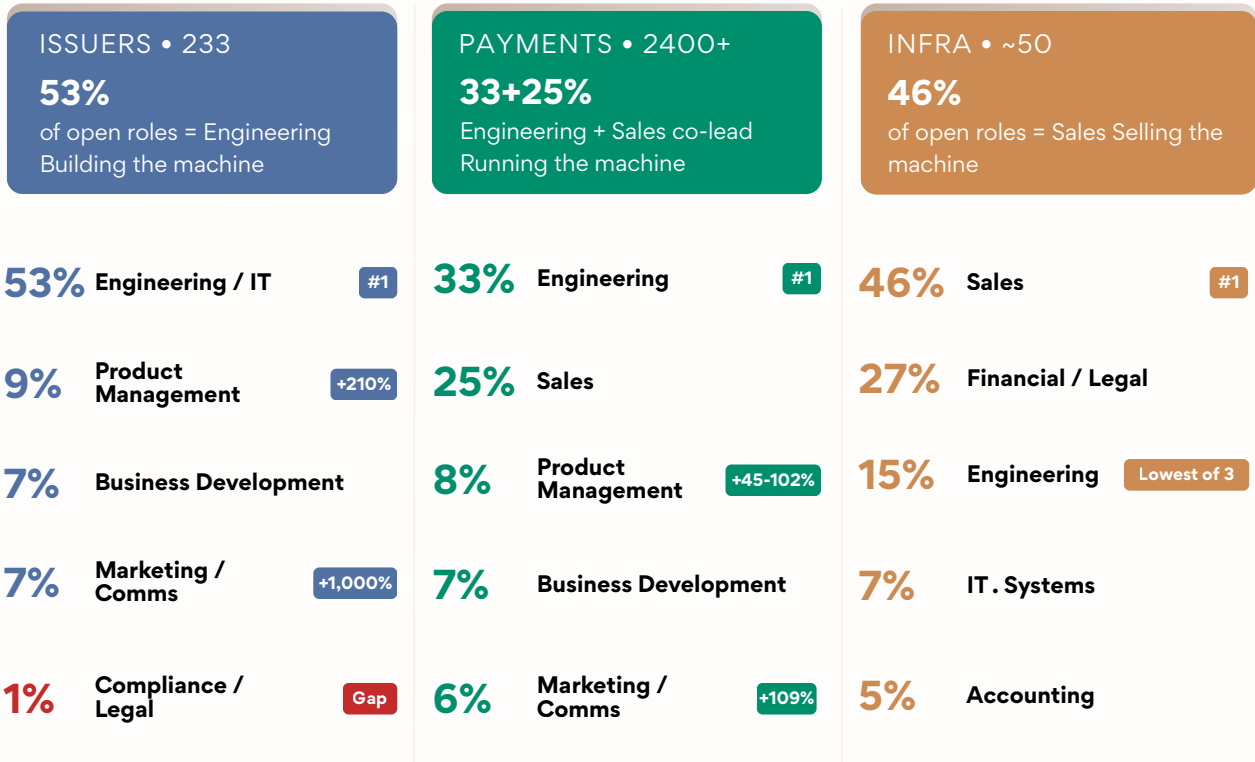 ISSUERS • 233
53%
of open roles = Engineering
Building the machine
53% Engineering / IT #1
9% Product
Management +210%
7% Business Development
7% Marketing /
Comms +1,000%
1% Compliance /
Legal Gap
PAYMENTS • 2400+
33+25%
Engineering + Sales co-lead
Running the machine
33% Engineering #1
25% Sales
8% Product
Management +45-102%
7% Business Development
6% Marketing /
Comms +109%
INFRA • ~50
46%
of open roles = Sales Selling the
machine
46% Sales #1
27% Financial / Legal
15% Engineering Lowest of 3
7% IT . Systems
5% Accounting